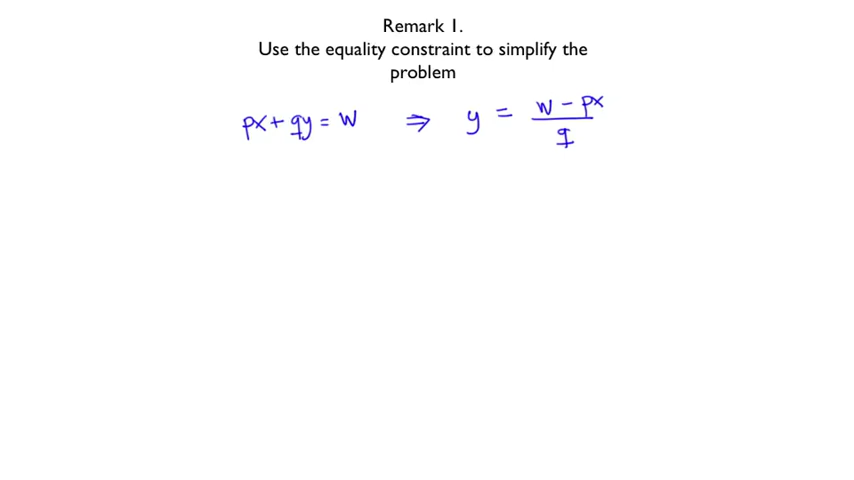 Remark 1.
Use the equality constraint to simplify the
problem
px + qy = w ⇒ y = (w - px) / q